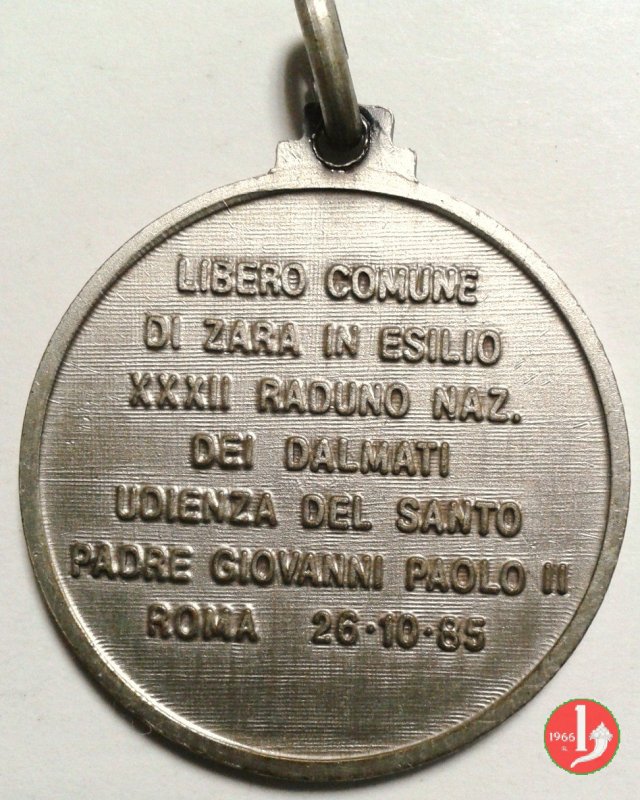 LIBERO COMUNE
DI ZARA IN ESILIO
XXXII RADUNO NAZ.
DEI DALMATI
UDIENZA DEL SANTO
PADRE GIOVANNI PAOLO II
ROMA 26·10·85
1966